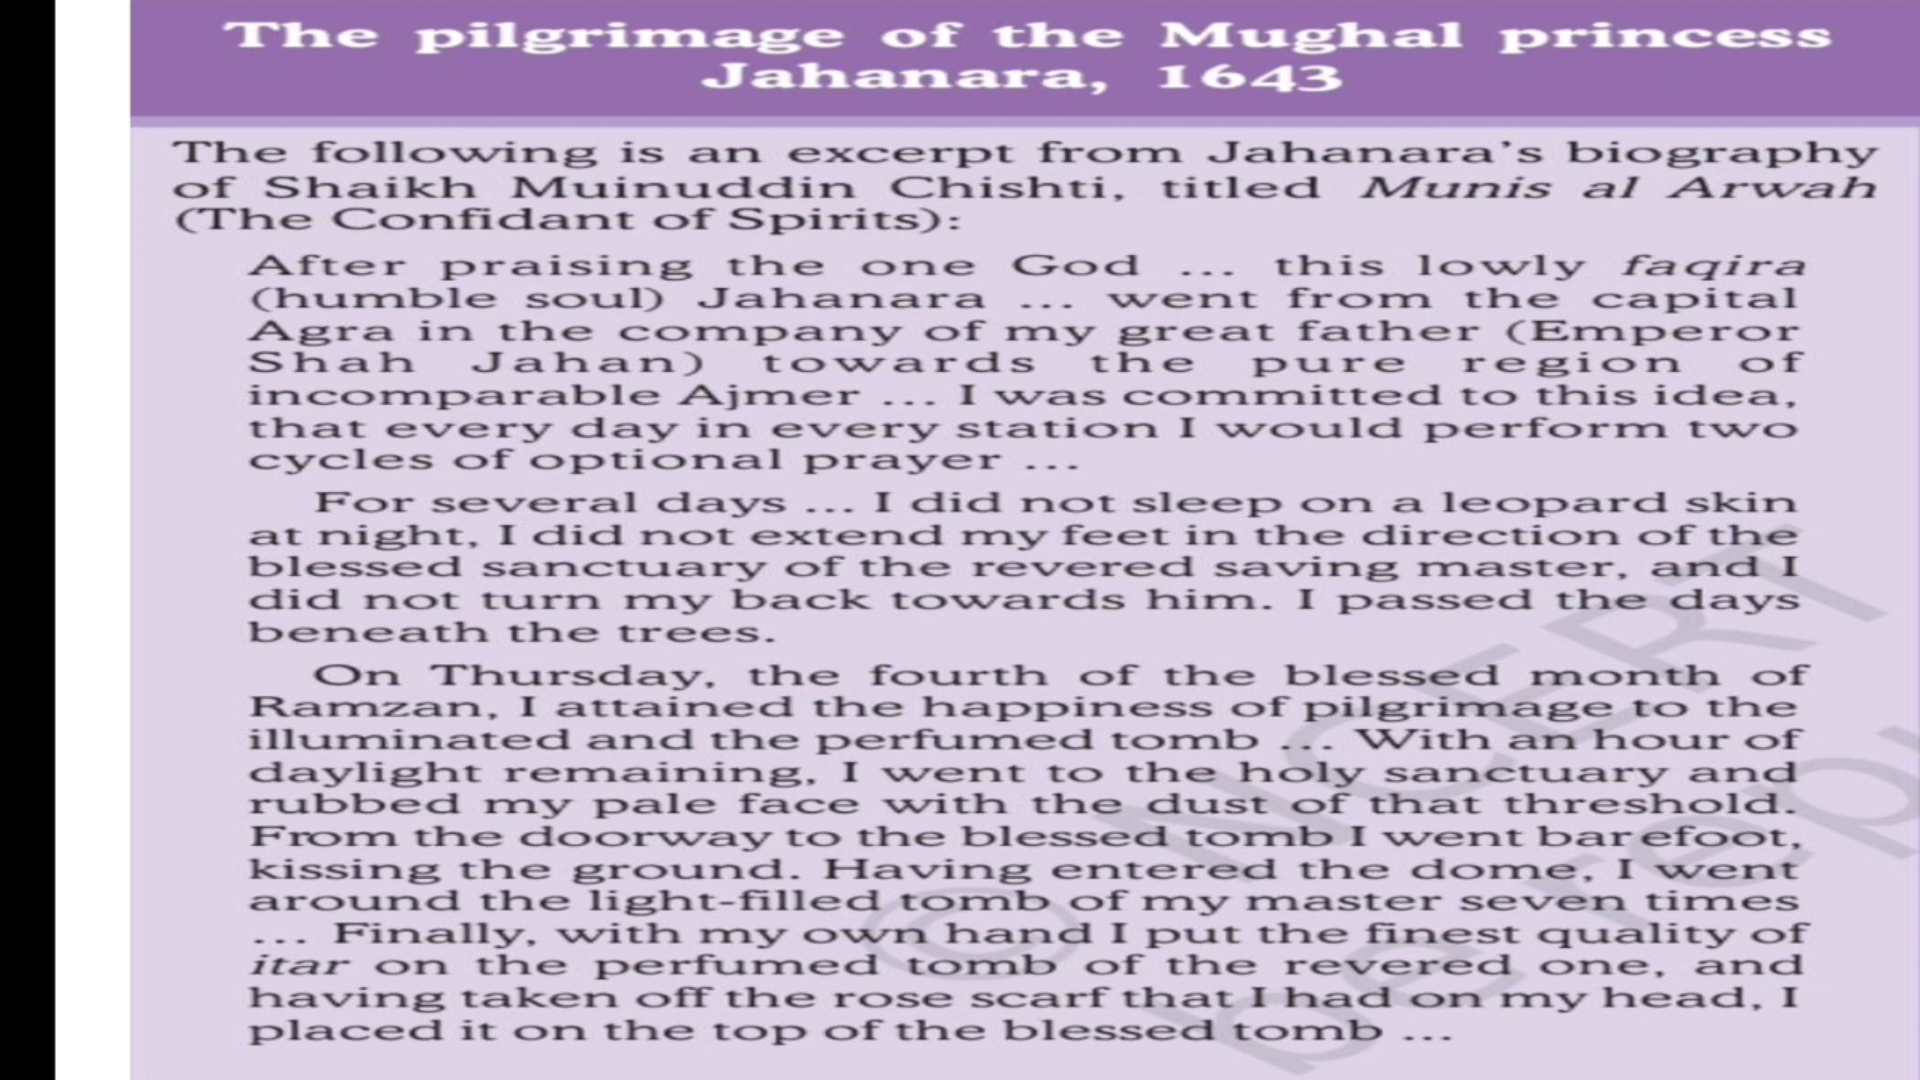 The pilgrimage of the Mughal princess
Jahanara, 1643
The following is an excerpt from Jahanara's biography
of Shaikh Muinuddin Chishti, titled Munis al Arwah
(The Confidant of Spirits):
After praising the one God ... this lowly faqira
(humble soul) Jahanara ... went from the capital
Agra in the company of my great father (Emperor
Shah Jahan) towards the pure region of
incomparable Ajmer ... I was committed to this idea,
that every day in every station I would perform two
cycles of optional prayer ...
For several days ... I did not sleep on a leopard skin
at night, I did not extend my feet in the direction of the
blessed sanctuary of the revered saving master, and I
did not turn my back towards him. I passed the days
beneath the trees.
On Thursday, the fourth of the blessed month of
Ramzan, I attained the happiness of pilgrimage to the
illuminated and the perfumed tomb ... With an hour of
daylight remaining, I went to the holy sanctuary and
rubbed my pale face with the dust of that threshold.
From the doorway to the blessed tomb I went barefoot,
kissing the ground. Having entered the dome, I went
around the light-filled tomb of my master seven times
... Finally, with my own hand I put the finest quality of
itar on the perfumed tomb of the revered one, and
having taken off the rose scarf that I had on my head, I
placed it on the top of the blessed tomb ...
© NCERT
be rep